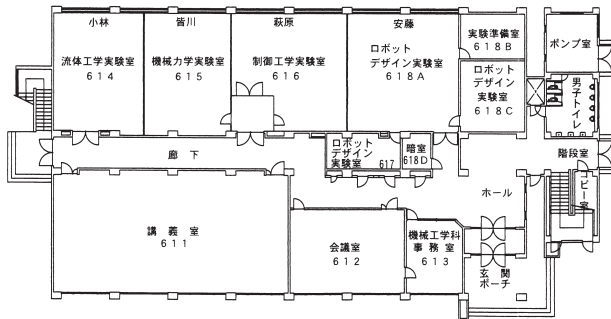 小林
流体工学実験室
614
皆川
機械力学実験室
615
萩原
制御工学実験室
616
安藤
ロボット
デザイン実験室
618A
実験準備室
618B
ロボット
デザイン
実験室
618C
ポンプ室
男子トイレ
廊下
ロボット
デザイン
実験室
617
暗室
618D
階段室
コピー室
ホール
講義室
611
会議室
612
機械工学科
事務室
613
玄関
ポーチ